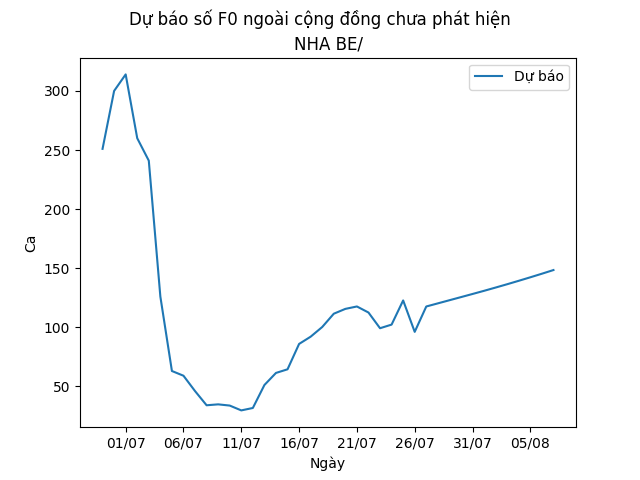 Dự báo số F0 ngoài cộng đồng chưa phát hiện
NHA BE/
Dự báo
300
250
200
150
100
50
Ca
01/07 06/07 11/07 16/07 21/07 26/07 31/07 05/08
Ngày